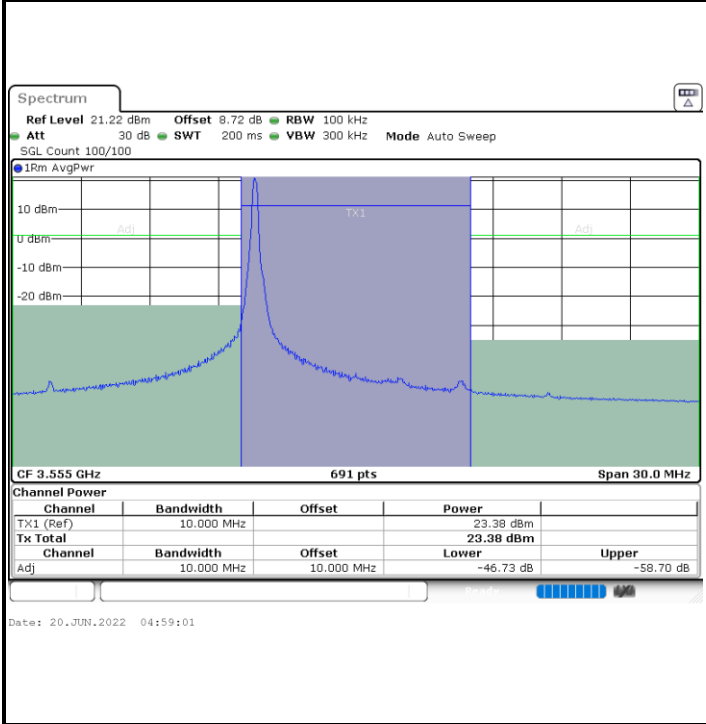 Spectrum
Ref Level 21.22 dBm Offset 8.72 dB RBW 100 kHz
Att 30 dB SWT 200 ms VBW 300 kHz Mode Auto Sweep
SGL Count 100/100
1Rm AvgPwr
10 dBm
TX1
Adj
Adj
0 dBm
-10 dBm
-20 dBm
CF 3.555 GHz 691 pts Span 30.0 MHz
Channel Power
Channel Bandwidth Offset Power
TX1 (Ref) 10.000 MHz 23.38 dBm
Tx Total 23.38 dBm
Channel Bandwidth Offset Lower Upper
Adj 10.000 MHz 10.000 MHz -46.73 dB -58.70 dB
Ready
Date: 20.JUN.2022 04:59:01